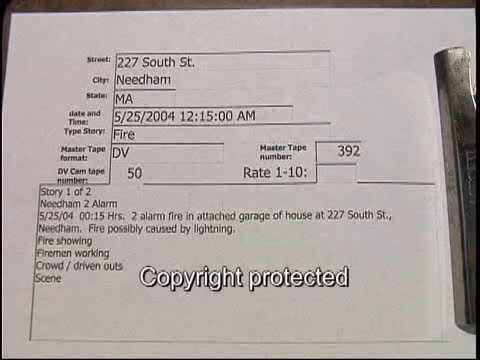 Street: 227 South St.
City: Needham
State: MA
date and Time: 5/25/2004 12:15:00 AM
Type Story: Fire
Master Tape format: DV Master Tape number: 392
DV Cam tape number: 50 Rate 1-10:
Story 1 of 2
Needham 2 Alarm
5/25/04 00:15 Hrs. 2 alarm fire in attached garage of house at 227 South St.,
Needham. Fire possibly caused by lightning.
Fire showing
Firemen working
Crowd / driven outs
Scene
Copyright protected